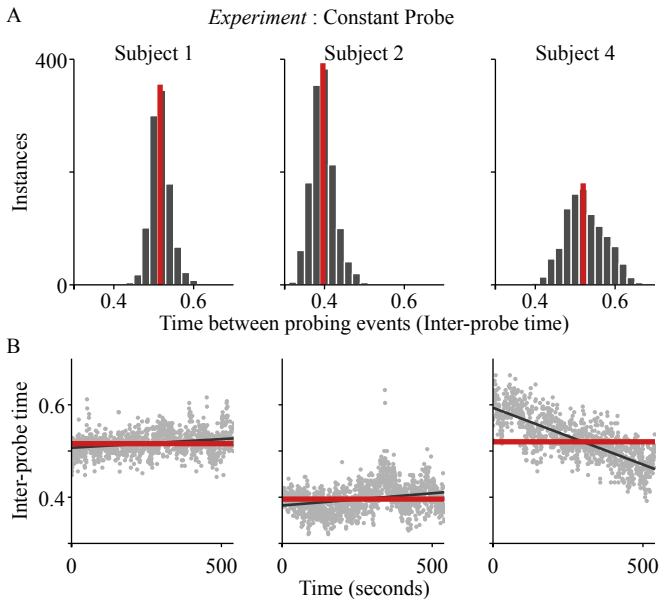 A
Experiment : Constant Probe
Subject 1
Subject 2
Subject 4
400
Instances
0
0.4
0.6
0.4
0.6
0.4
0.6
Time between probing events (Inter-probe time)
B
0.6
Inter-probe time
0.4
0
500
0
500
0
500
Time (seconds)